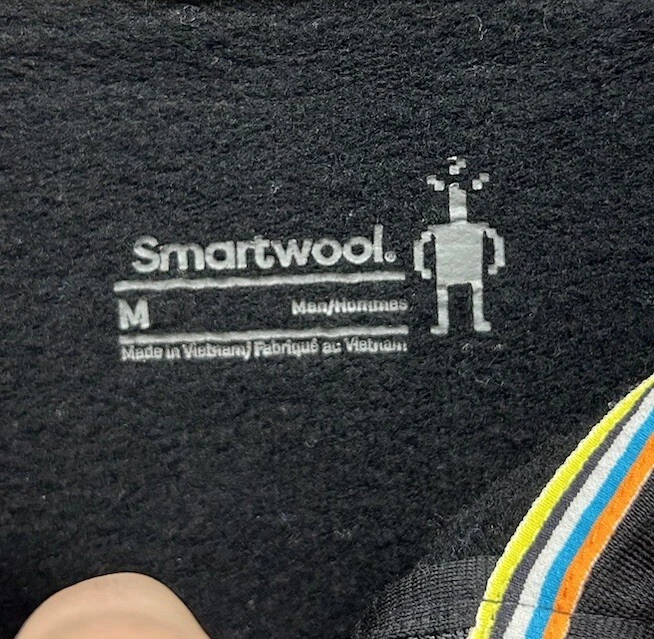 Smartwool®
M Men/Hommes
Made in Vietnam/ Fabriqué au Vietnam